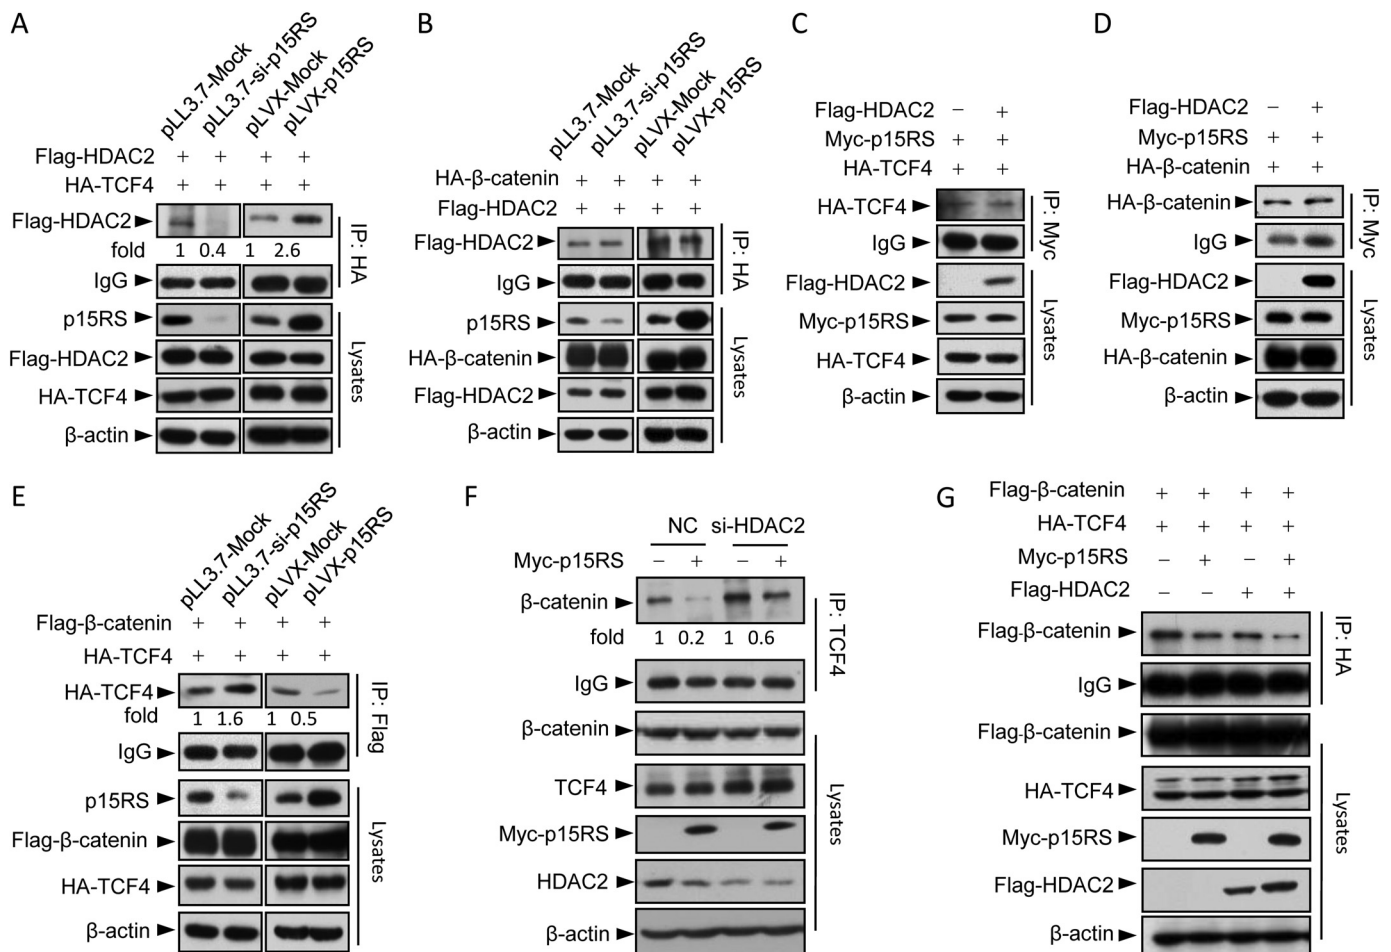 A
pLL3.7-Mock
pLL3.7-si-p15RS
pLVX-Mock
pLVX-p15RS
Flag-HDAC2 + + + +
HA-TCF4 + + + +
Flag-HDAC2
fold 1 0.4 1 2.6
IgG
IP: HA
p15RS
Flag-HDAC2
HA-TCF4
β-actin
Lysates
B
pLL3.7-Mock
pLL3.7-si-p15RS
pLVX-Mock
pLVX-p15RS
HA-β-catenin + + + +
Flag-HDAC2 + + + +
Flag-HDAC2
IgG
IP: HA
p15RS
HA-β-catenin
Flag-HDAC2
β-actin
Lysates
C
Flag-HDAC2 − +
Myc-p15RS + +
HA-TCF4 + +
HA-TCF4
IgG
IP: Myc
Flag-HDAC2
Myc-p15RS
HA-TCF4
β-actin
Lysates
D
Flag-HDAC2 − +
Myc-p15RS + +
HA-β-catenin + +
HA-β-catenin
IgG
IP: Myc
Flag-HDAC2
Myc-p15RS
HA-β-catenin
β-actin
Lysates
E
pLL3.7-Mock
pLL3.7-si-p15RS
pLVX-Mock
pLVX-p15RS
Flag-β-catenin + + + +
HA-TCF4 + + + +
HA-TCF4
fold 1 1.6 1 0.5
IgG
IP: Flag
p15RS
Flag-β-catenin
HA-TCF4
β-actin
Lysates
F
NC si-HDAC2
Myc-p15RS − + − +
β-catenin
fold 1 0.2 1 0.6
IgG
IP: TCF4
β-catenin
TCF4
Myc-p15RS
HDAC2
β-actin
Lysates
G
Flag-β-catenin + + + +
HA-TCF4 + + + +
Myc-p15RS − + − +
Flag-HDAC2 − − + +
Flag-β-catenin
IgG
IP: HA
Flag-β-catenin
HA-TCF4
Myc-p15RS
Flag-HDAC2
β-actin
Lysates